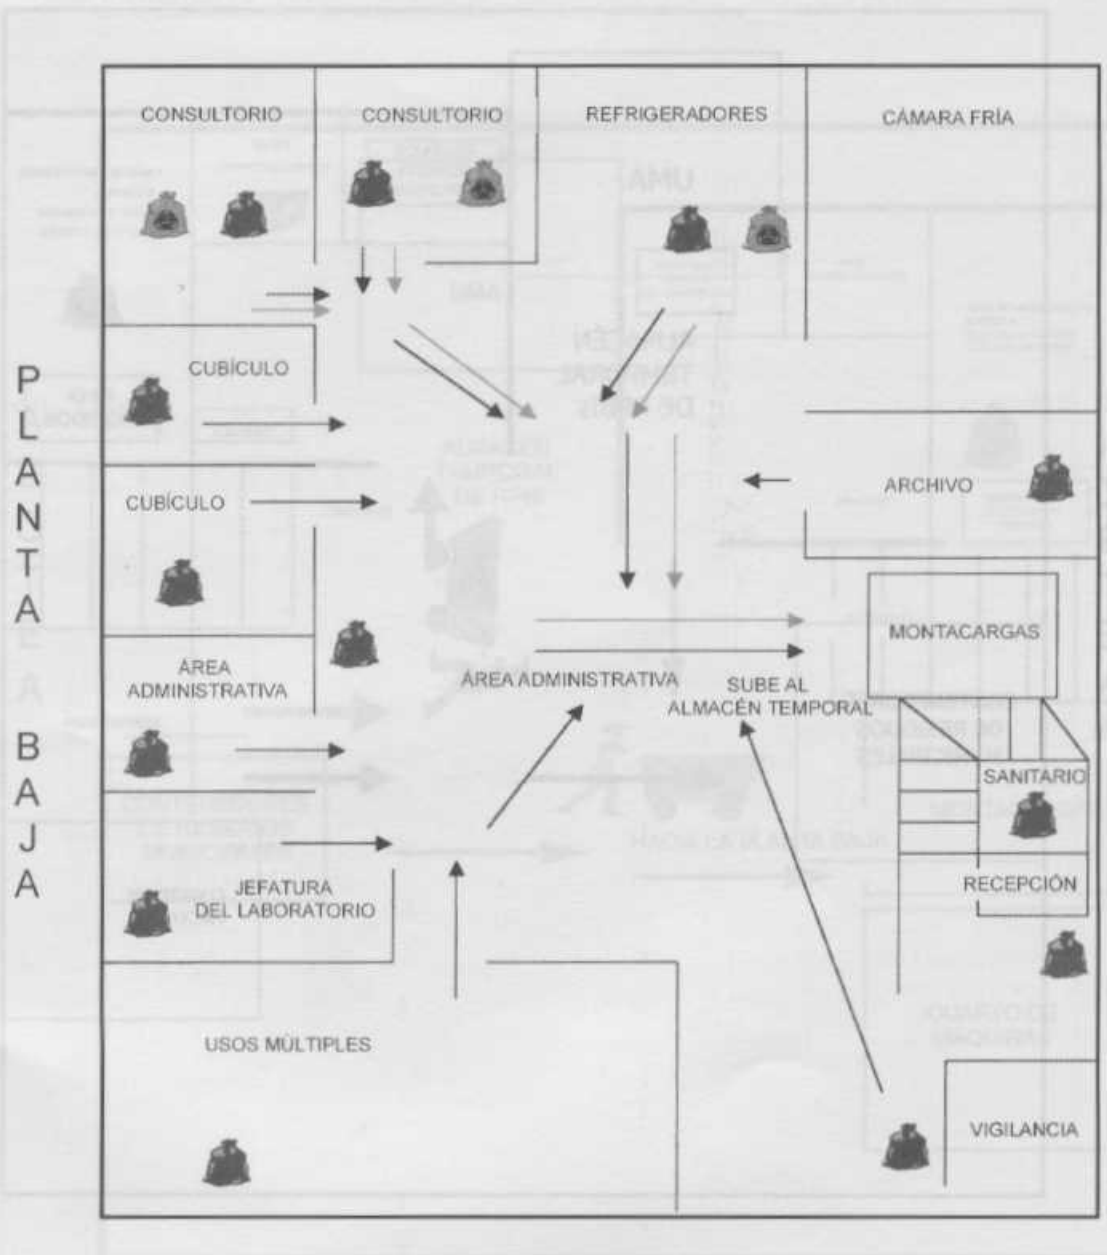 CONSULTORIO
CONSULTORIO
REFRIGERADORES
CÁMARA FRÍA
PLANTA BAJA
CUBÍCULO
CUBÍCULO
ARCHIVO
MONTACARGAS
ÁREA
ADMINISTRATIVA
ÁREA ADMINISTRATIVA
SUBE AL
ALMACÉN TEMPORAL
SANITARIO
JEFATURA
DEL LABORATORIO
RECEPCIÓN
USOS MÚLTIPLES
VIGILANCIA
UMA